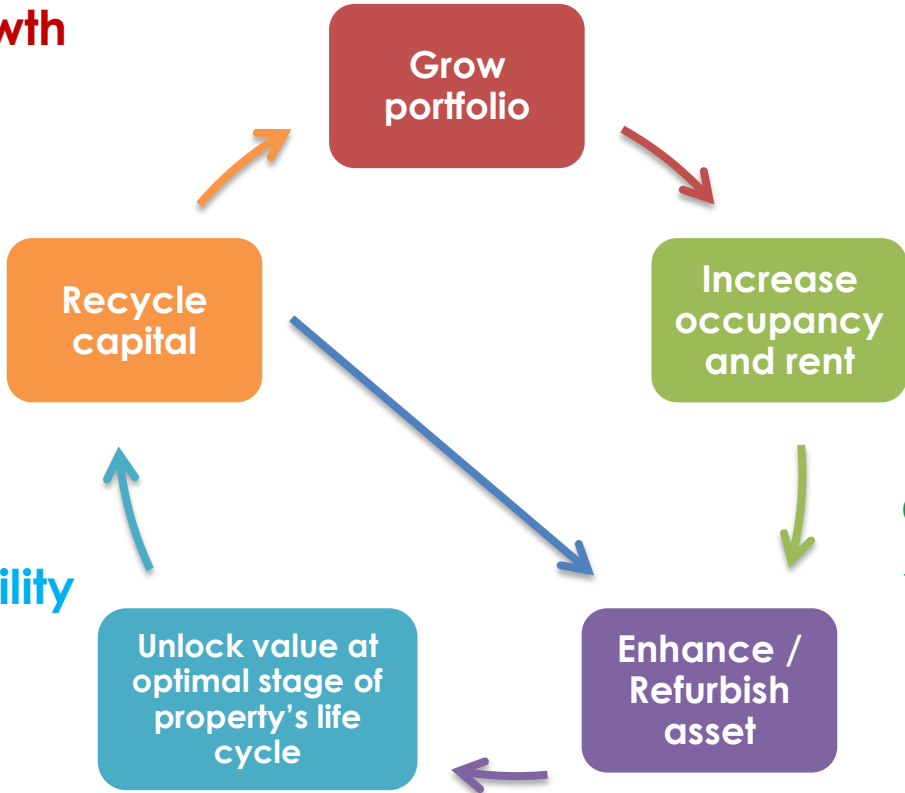 wth
Grow
portfolio
Recycle
capital
Increase
occupancy
and rent
ility
Unlock value at
optimal stage of
property's life
cycle
Enhance /
Refurbish
asset